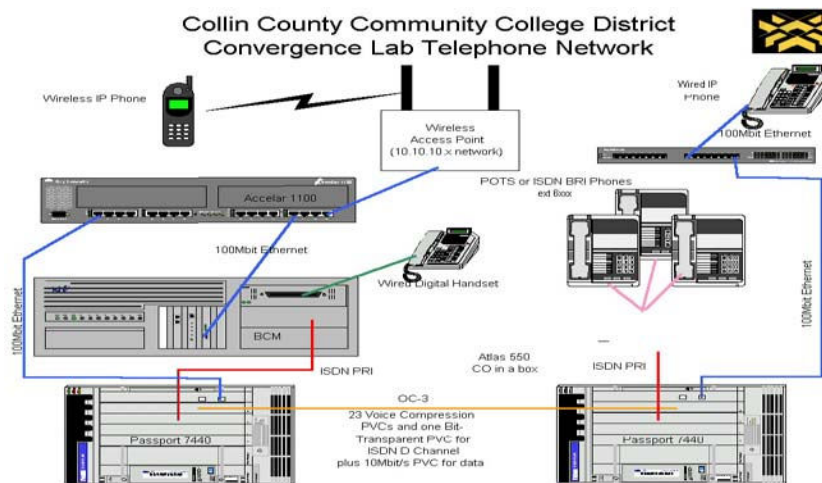 Collin County Community College District
Convergence Lab Telephone Network
Wireless IP Phone
Wired IP
Phone
100Mbit Ethernet
Wireless
Access Point
(10.10.10.x network)
Accelar 1100
POTS or ISDN BRI Phones
ext 6xxx
100Mbit Ethernet
Wired Digital Handset
100Mbit Ethernet
100Mbit Ethernet
BCM
ISDN PRI
Atlas 550
CO in a box
ISDN PRI
OC-3
23 Voice Compression
PVCs and one Bit-
Transparent PVC for
ISDN D Channel
plus 10Mbit/s PVC for data
Passport 7440
Passport 7440